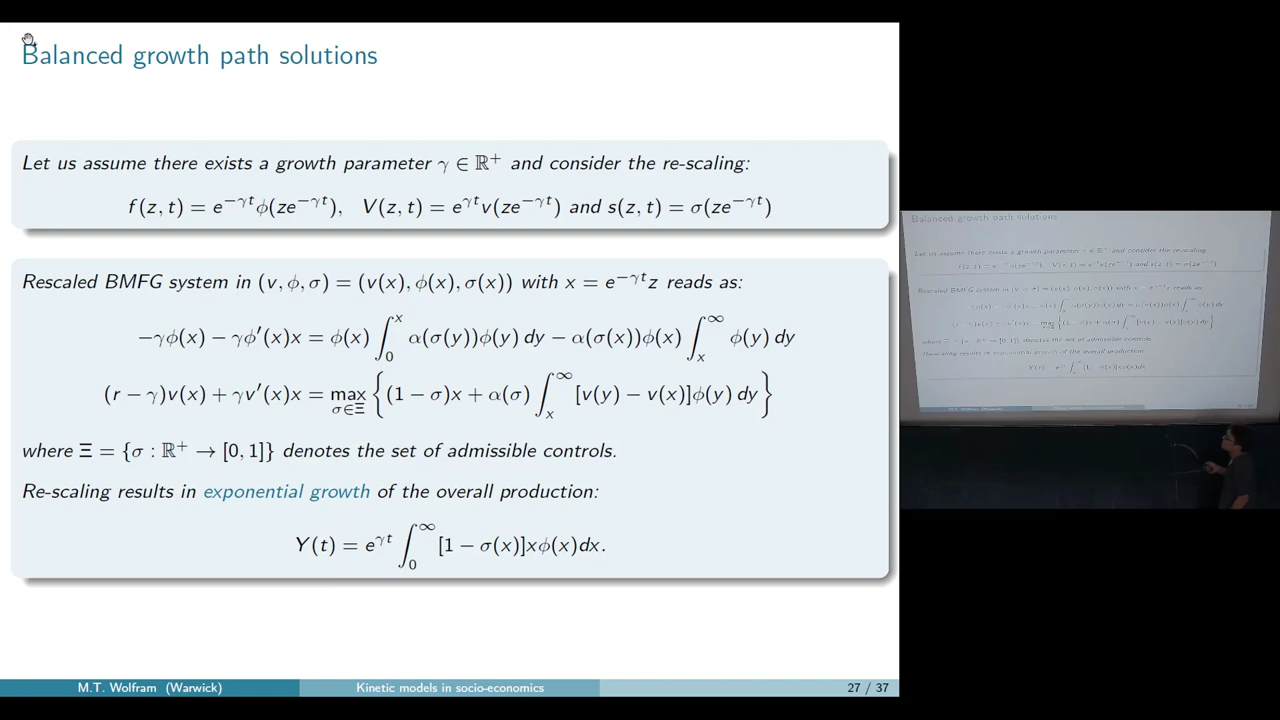 Balanced growth path solutions
Let us assume there exists a growth parameter γ ∈ ℝ⁺ and consider the re-scaling:
f(z, t) = e^{−γt}ϕ(ze^{−γt}), V(z, t) = e^{γt}v(ze^{−γt}) and s(z, t) = σ(ze^{−γt})
Rescaled BMFG system in (v, ϕ, σ) = (v(x), ϕ(x), σ(x)) with x = e^{−γt}z reads as:
−γϕ(x) − γϕ′(x)x = ϕ(x) ∫_0^x α(σ(y))ϕ(y) dy − α(σ(x))ϕ(x) ∫_x^∞ ϕ(y) dy
(r − γ)v(x) + γv′(x)x = max_{σ∈Ξ} {(1 − σ)x + α(σ) ∫_x^∞ [v(y) − v(x)]ϕ(y) dy}
where Ξ = {σ : ℝ⁺ → [0, 1]} denotes the set of admissible controls.
Re-scaling results in exponential growth of the overall production:
Y(t) = e^{γt} ∫_0^∞ [1 − σ(x)]xϕ(x)dx.
M.T. Wolfram (Warwick) Kinetic models in socio-economics 27 / 37
Balanced growth path solutions